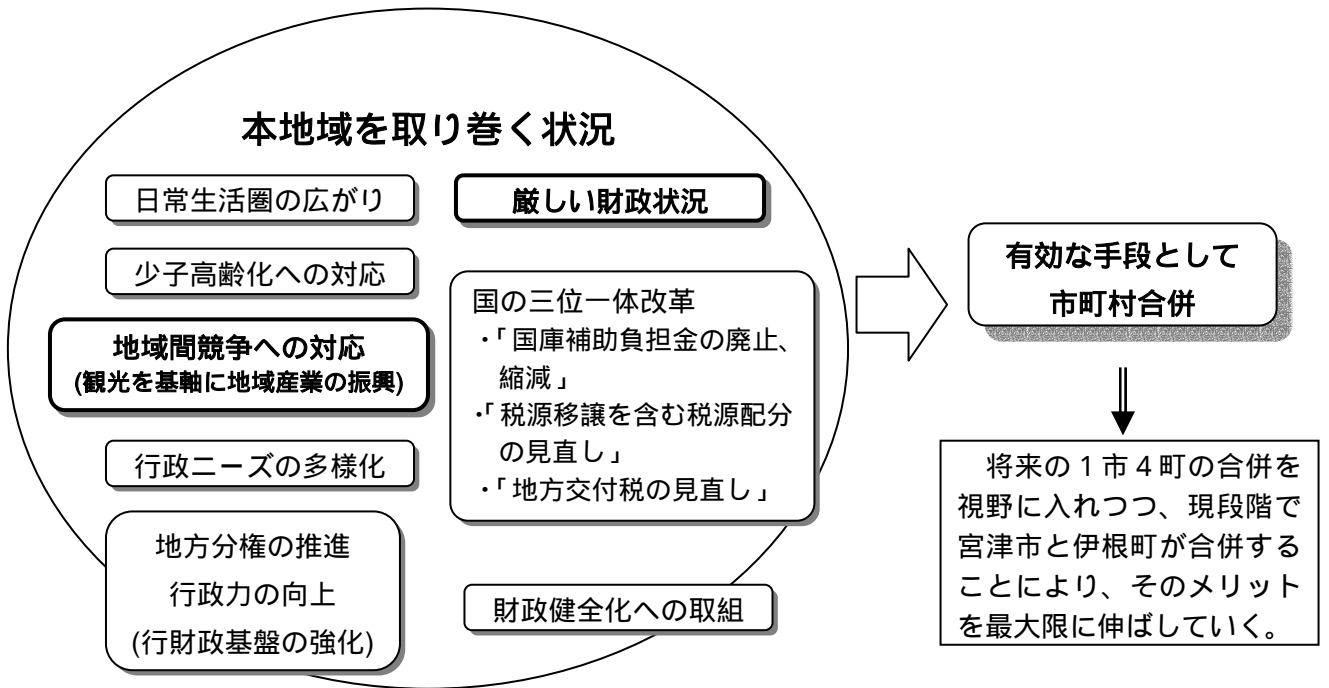 本地域を取り巻く状況
日常生活圏の広がり
少子高齢化への対応
地域間競争への対応
(観光を基軸に地域産業の振興)
行政ニーズの多様化
地方分権の推進
行政力の向上
(行財政基盤の強化)
厳しい財政状況
国の三位一体改革
・「国庫補助負担金の廃止、
縮減」
・「税源移譲を含む税源配分
の見直し」
・「地方交付税の見直し」
財政健全化への取組
有効な手段として
市町村合併
将来の1市4町の合併を
視野に入れつつ、現段階で
宮津市と伊根町が合併する
ことにより、そのメリット
を最大限に伸ばしていく。